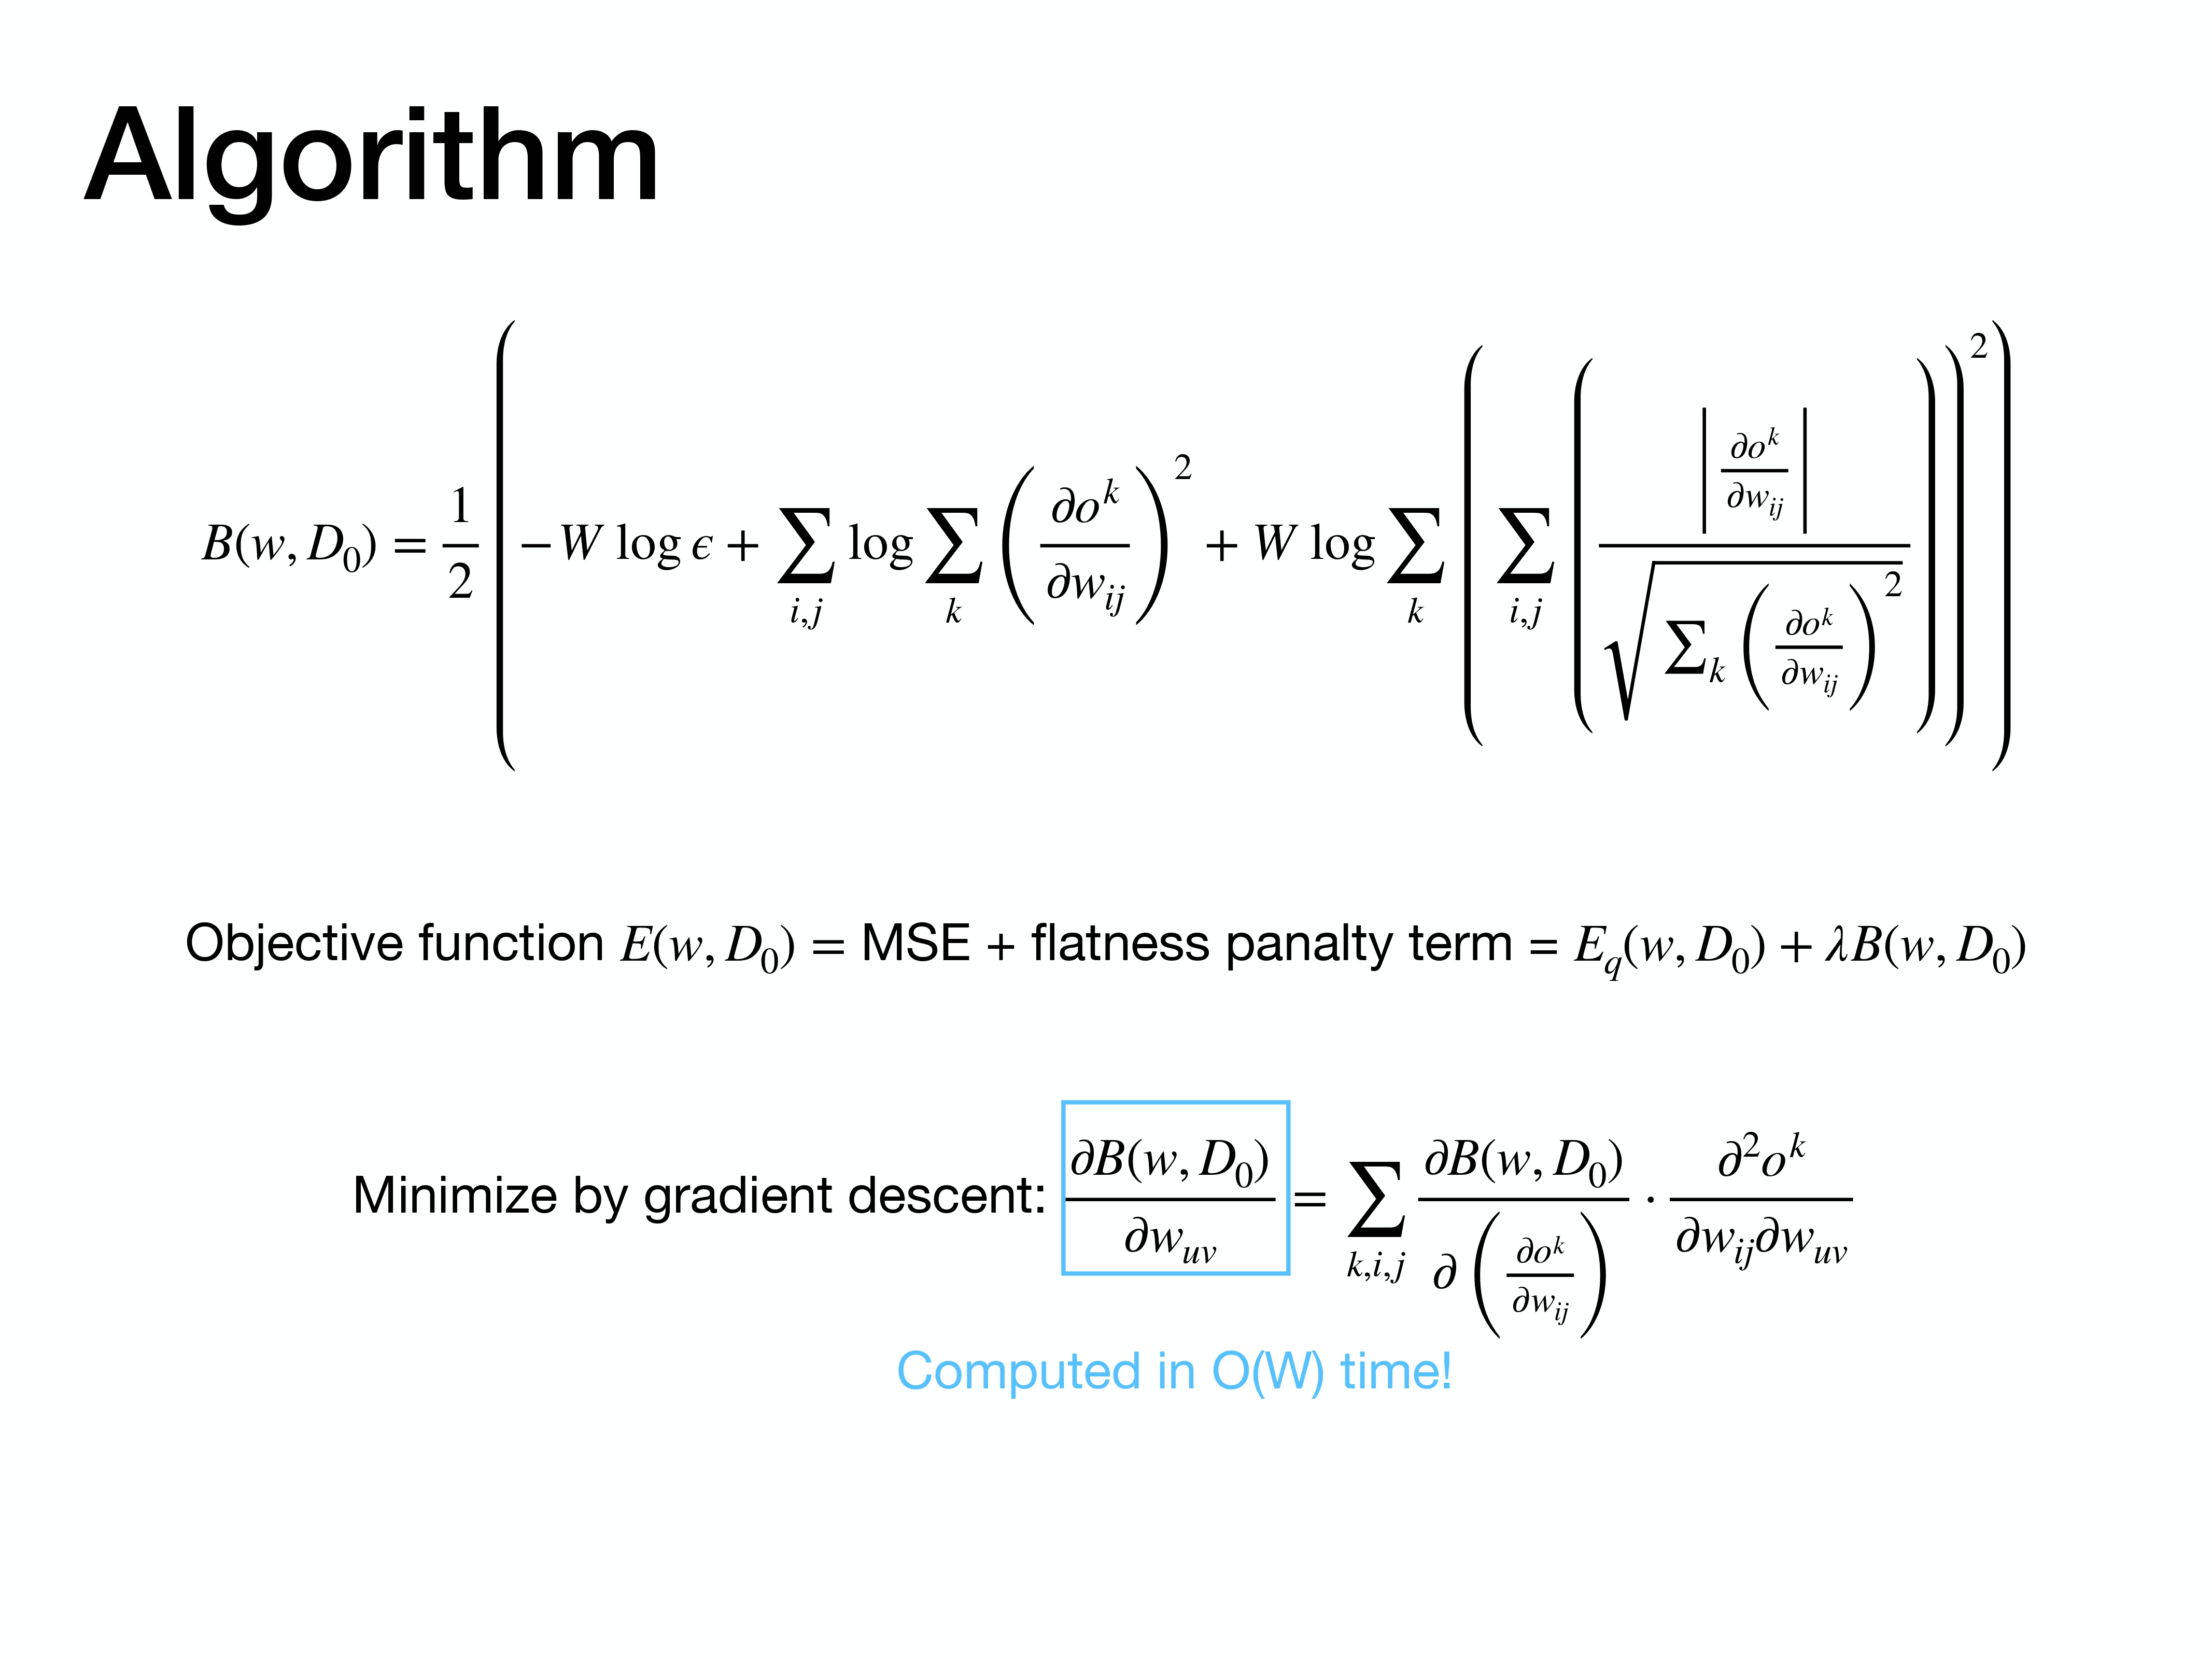 Algorithm
$B(w, D_0) = \frac{1}{2} \left( -W \log \epsilon + \sum_{i,j} \log \sum_k \left( \frac{\partial o^k}{\partial w_{ij}} \right)^2 + W \log \sum_k \left( \sum_{i,j} \left( \frac{\left| \frac{\partial o^k}{\partial w_{ij}} \right|}{\sqrt{\sum_k \left( \frac{\partial o^k}{\partial w_{ij}} \right)^2}} \right) \right)^2 \right)$
Objective function $E(w, D_0) =$ MSE + flatness panalty term = $E_q(w, D_0) + \lambda B(w, D_0)$
Minimize by gradient descent: $\frac{\partial B(w, D_0)}{\partial w_{uv}} = \sum_{k,i,j} \frac{\partial B(w, D_0)}{\partial \left( \frac{\partial o^k}{\partial w_{ij}} \right)} \cdot \frac{\partial^2 o^k}{\partial w_{ij} \partial w_{uv}}$
Computed in O(W) time!